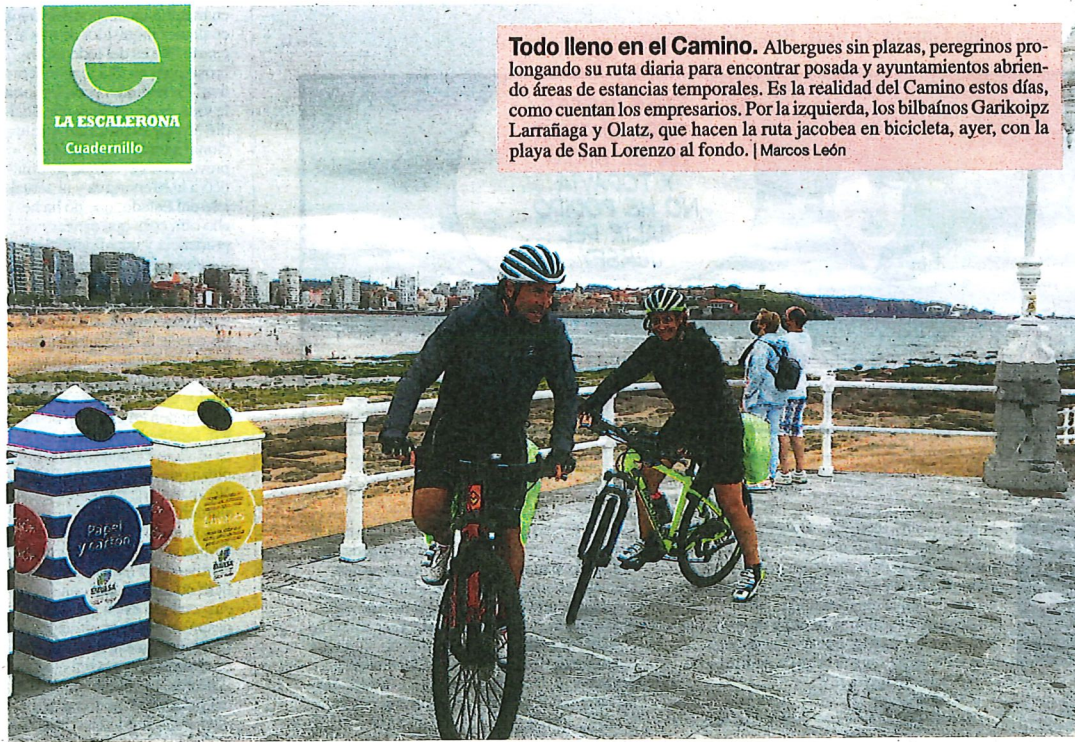 e
LA ESCALERONA
Cuadernillo
Todo lleno en el Camino. Albergues sin plazas, peregrinos pro-
longando su ruta diaria para encontrar posada y ayuntamientos abrien-
do áreas de estancias temporales. Es la realidad del Camino estos días,
como cuentan los empresarios. Por la izquierda, los bilbaínos Garikoipz
Larrañaga y Olatz, que hacen la ruta jacobea en bicicleta, ayer, con la
playa de San Lorenzo al fondo. | Marcos León
Papel
y cartón